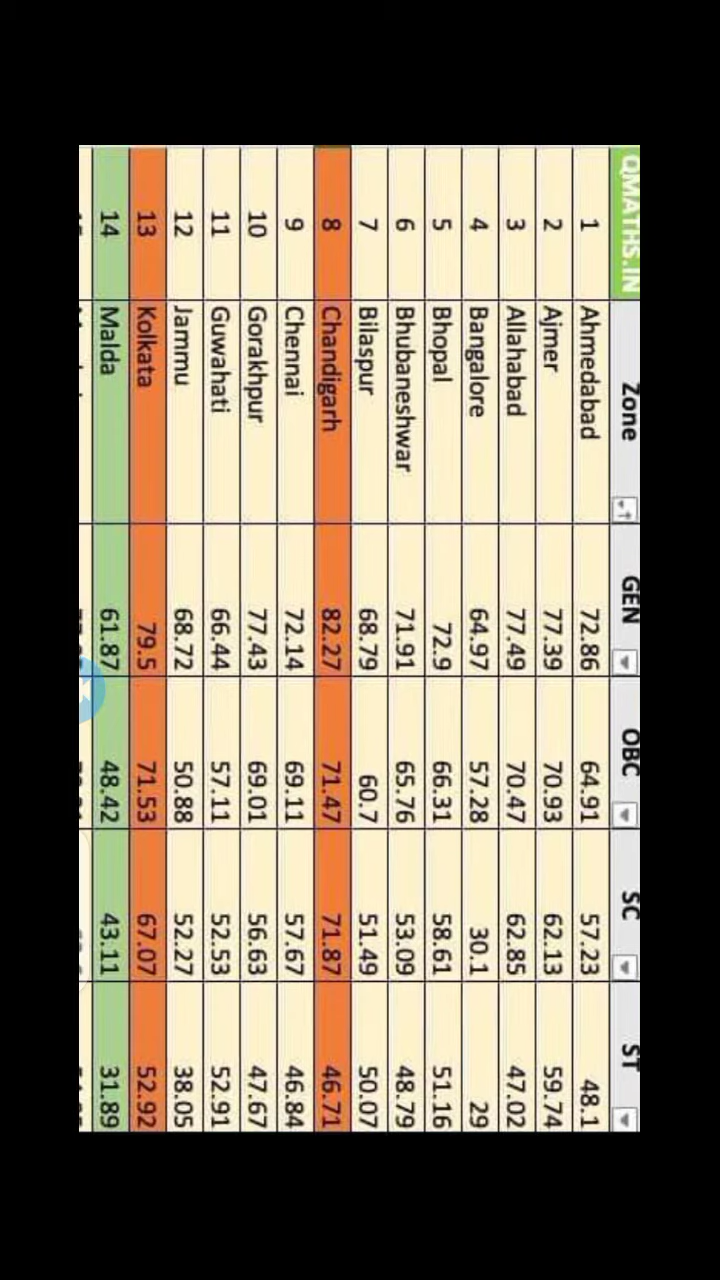 QMATHS.IN Zone GEN OBC SC ST
1 Ahmedabad 72.86 64.91 57.23 48.1
2 Ajmer 77.39 70.93 62.13 59.74
3 Allahabad 77.49 70.47 62.85 47.02
4 Bangalore 64.97 57.28 30.1 29
5 Bhopal 72.9 66.31 58.61 51.16
6 Bhubaneshwar 71.91 65.76 53.09 48.79
7 Bilaspur 68.79 60.7 51.49 50.07
8 Chandigarh 82.27 71.47 71.87 46.71
9 Chennai 72.14 69.11 57.67 46.84
10 Gorakhpur 77.43 69.01 56.63 47.67
11 Guwahati 66.44 57.11 52.53 52.91
12 Jammu 68.72 50.88 52.27 38.05
13 Kolkata 79.5 71.53 67.07 52.92
14 Malda 61.87 48.42 43.11 31.89